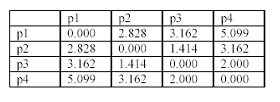 p1 p2 p3 p4
p1 0.000 2.828 3.162 5.099
p2 2.828 0.000 1.414 3.162
p3 3.162 1.414 0.000 2.000
p4 5.099 3.162 2.000 0.000